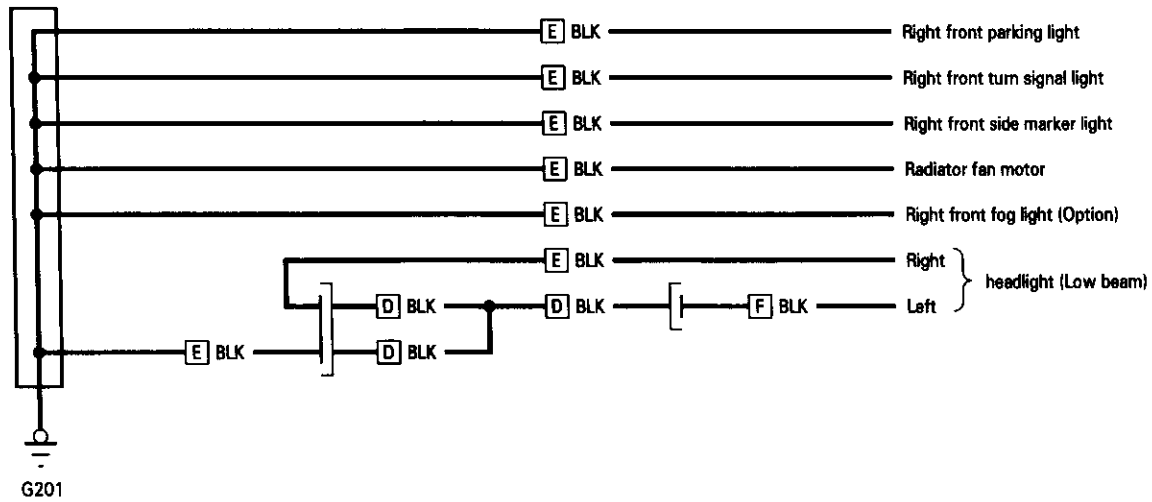 E BLK Right front parking light
E BLK Right front turn signal light
E BLK Right front side marker light
E BLK Radiator fan motor
E BLK Right front fog light (Option)
E BLK Right
headlight (Low beam)
D BLK D BLK F BLK Left
E BLK D BLK
G201